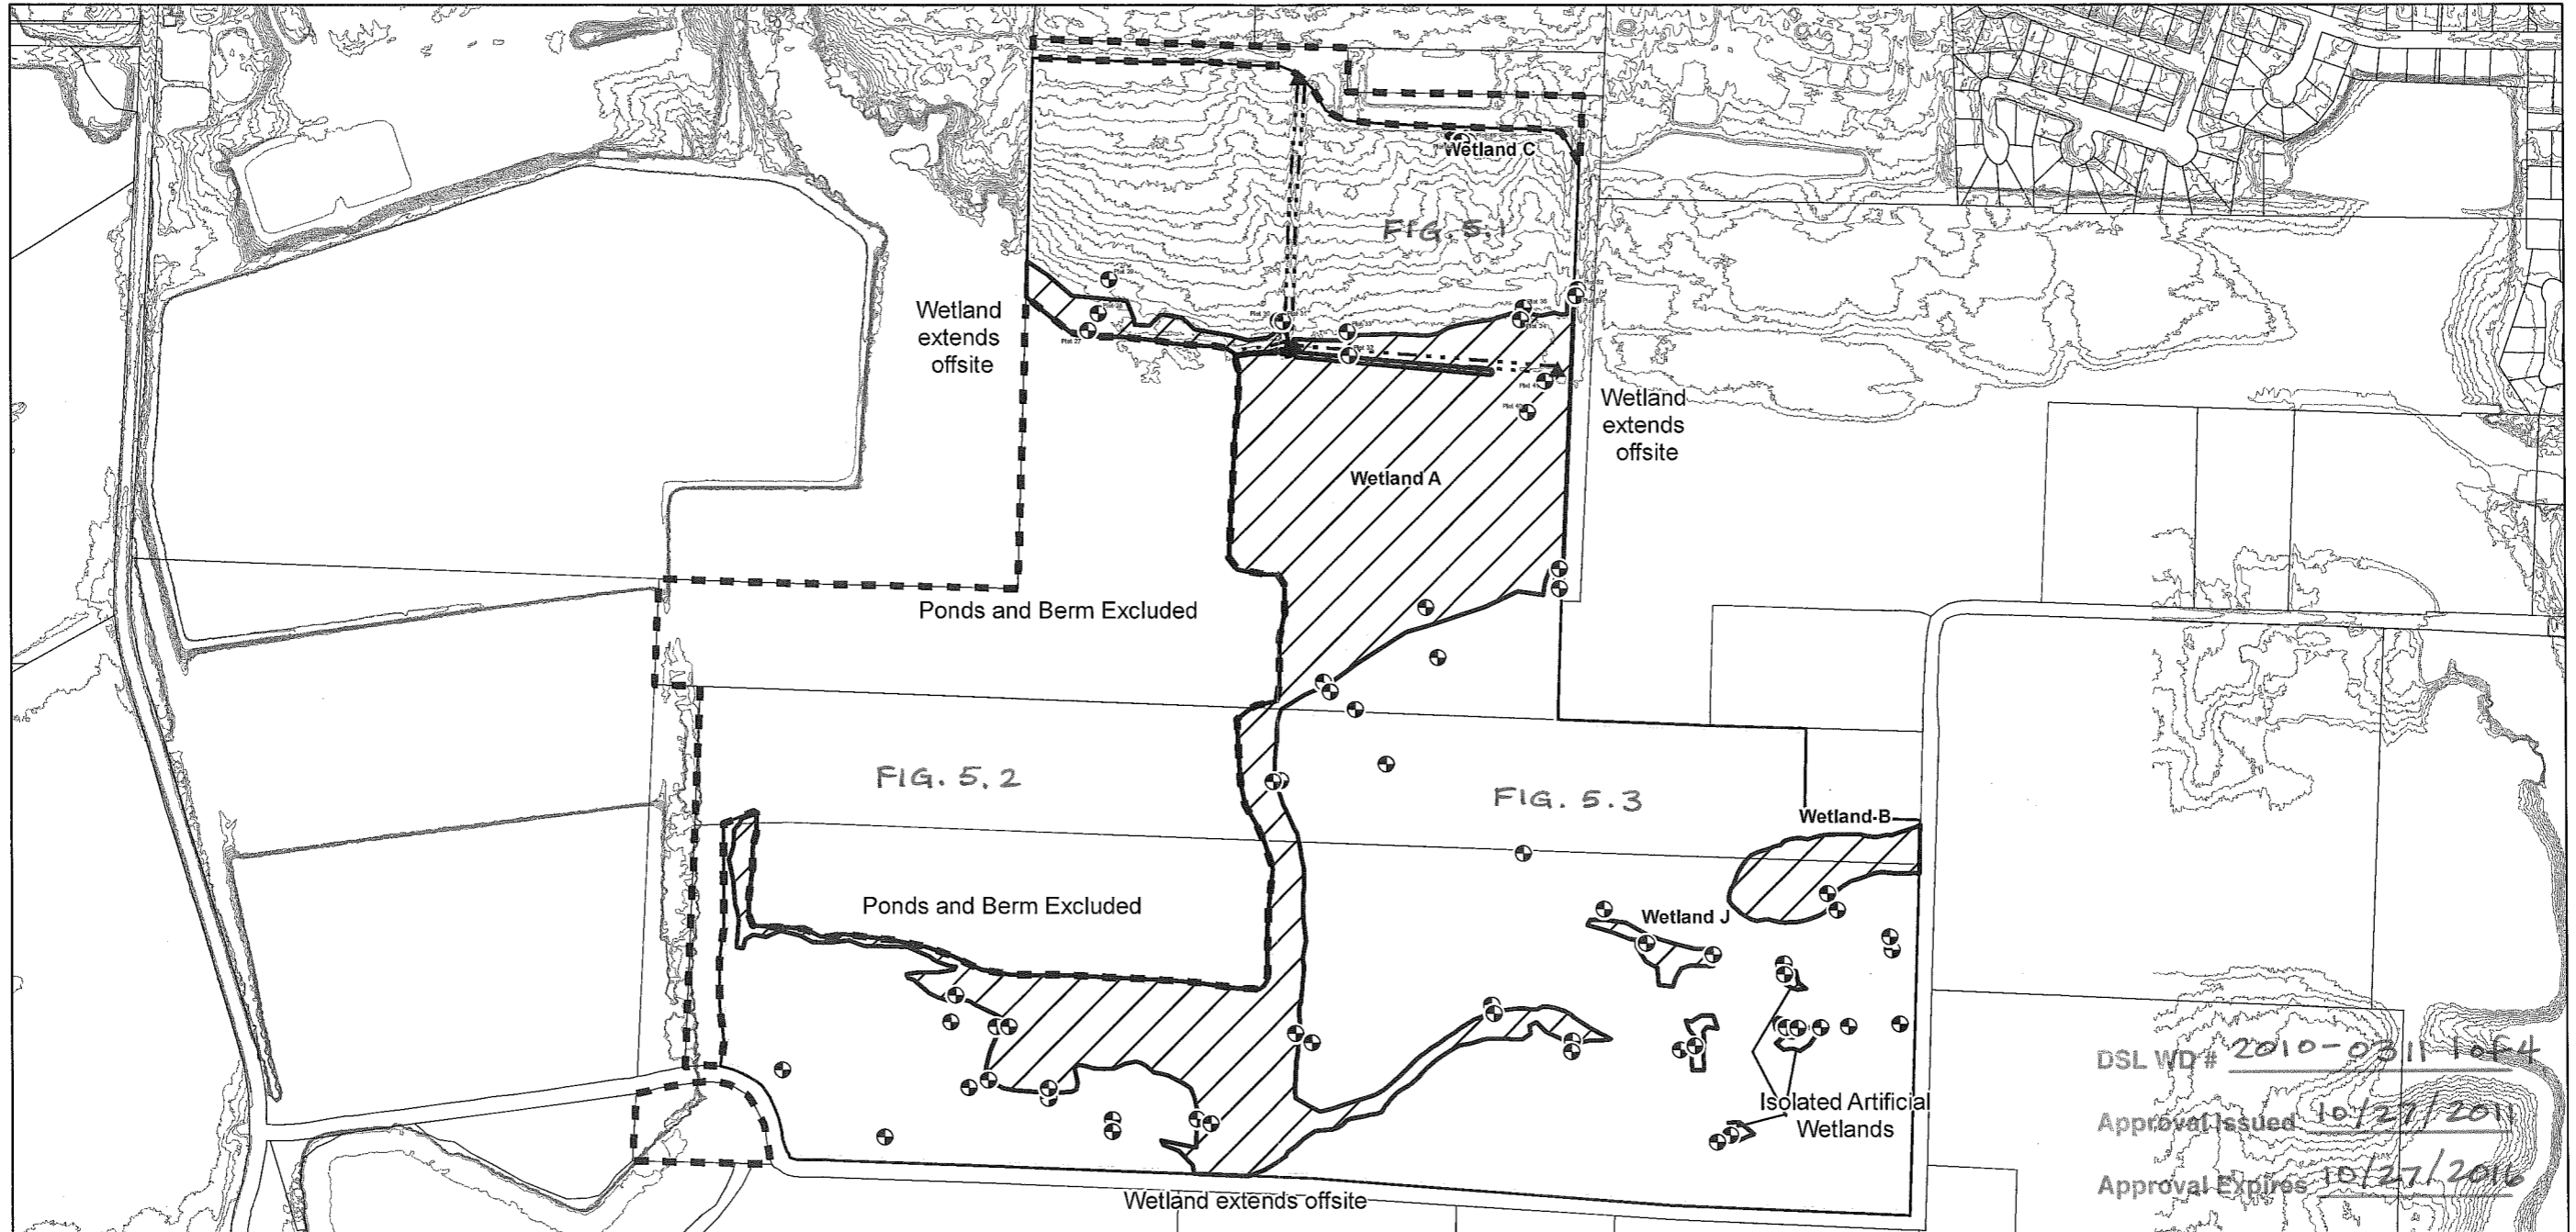 Wetland C
FIG. 5.1
Wetland
extends
offsite
Wetland
extends
offsite
Wetland A
Ponds and Berm Excluded
FIG. 5.2
FIG. 5.3
Wetland B
Ponds and Berm Excluded
Wetland J
DSL WD # 2010-0311 1 of 4
Isolated Artificial
Wetlands
Approval Issued 10/27/2011
Approval Expires 10/27/2016
Wetland extends offsite